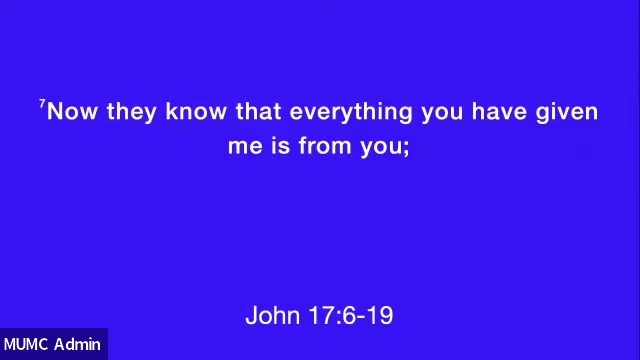 ⁷Now they know that everything you have given
me is from you;
John 17:6-19
MUMC Admin